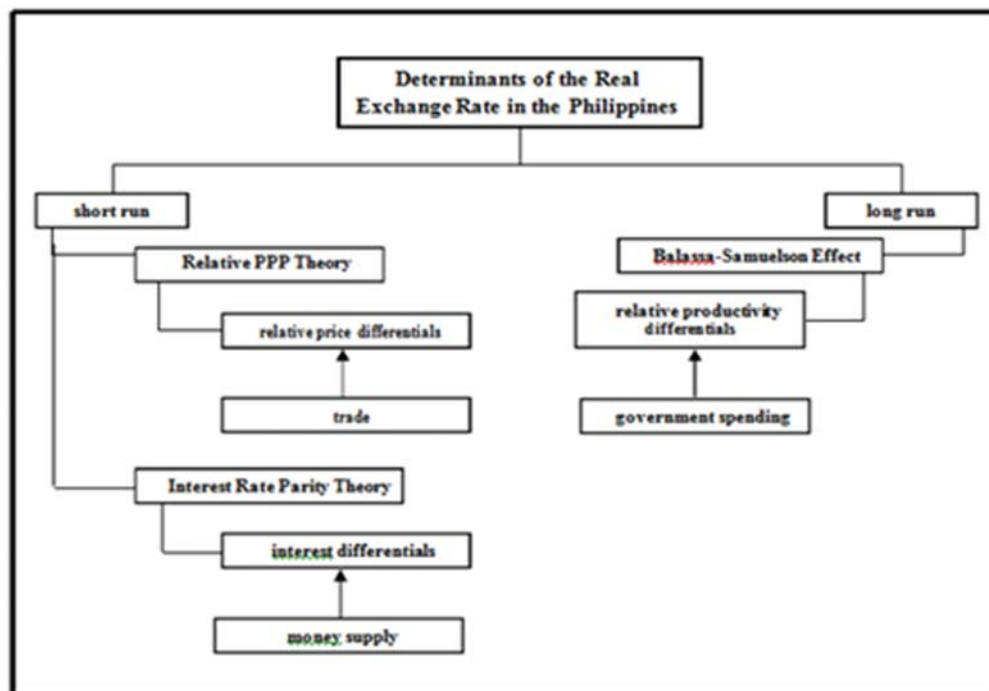 Determinants of the Real
Exchange Rate in the Philippines
short run
long run
Relative PPP Theory
Balassa-Samuelson Effect
relative price differentials
relative productivity
differentials
trade
government spending
Interest Rate Parity Theory
interest differentials
money supply